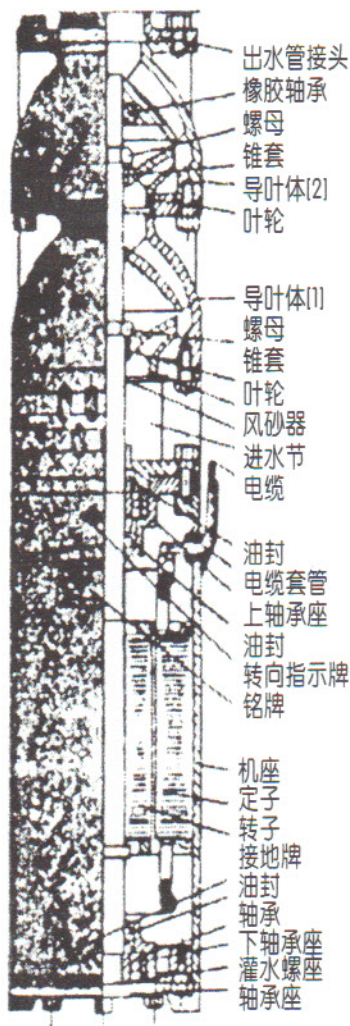 出水管接头
橡胶轴承
螺母
锥套
导叶体[2]
叶轮
导叶体[1]
螺母
锥套
叶轮
风砂器
进水节
电缆
油封
电缆套管
上轴承座
油封
转向指示牌
铭牌
机座
定子
转子
接地牌
油封
轴承
下轴承座
灌水螺座
轴承座